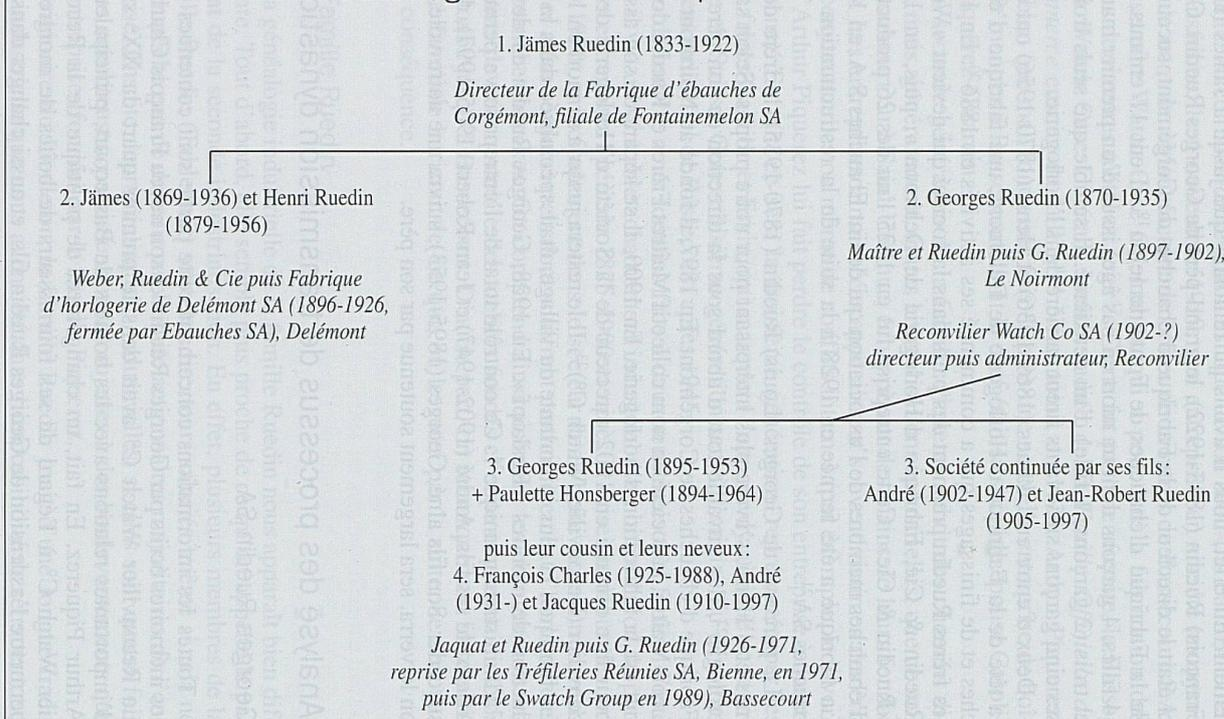 1. Jämes Ruedin (1833-1922)
Directeur de la Fabrique d'ébauches de
Corgémont, filiale de Fontainemelon SA
2. Jämes (1869-1936) et Henri Ruedin
(1879-1956)
Weber, Ruedin & Cie puis Fabrique
d'horlogerie de Delémont SA (1896-1926,
fermée par Ebauches SA), Delémont
2. Georges Ruedin (1870-1935)
Maître et Ruedin puis G. Ruedin (1897-1902),
Le Noirmont
Reconvilier Watch Co SA (1902-?)
directeur puis administrateur, Reconvilier
3. Georges Ruedin (1895-1953)
+ Paulette Honsberger (1894-1964)
puis leur cousin et leurs neveux:
4. François Charles (1925-1988), André
(1931-) et Jacques Ruedin (1910-1997)
Jaquat et Ruedin puis G. Ruedin (1926-1971,
reprise par les Tréfileries Réunies SA, Bienne, en 1971,
puis par le Swatch Group en 1989), Bassecourt
3. Société continuée par ses fils:
André (1902-1947) et Jean-Robert Ruedin
(1905-1997)